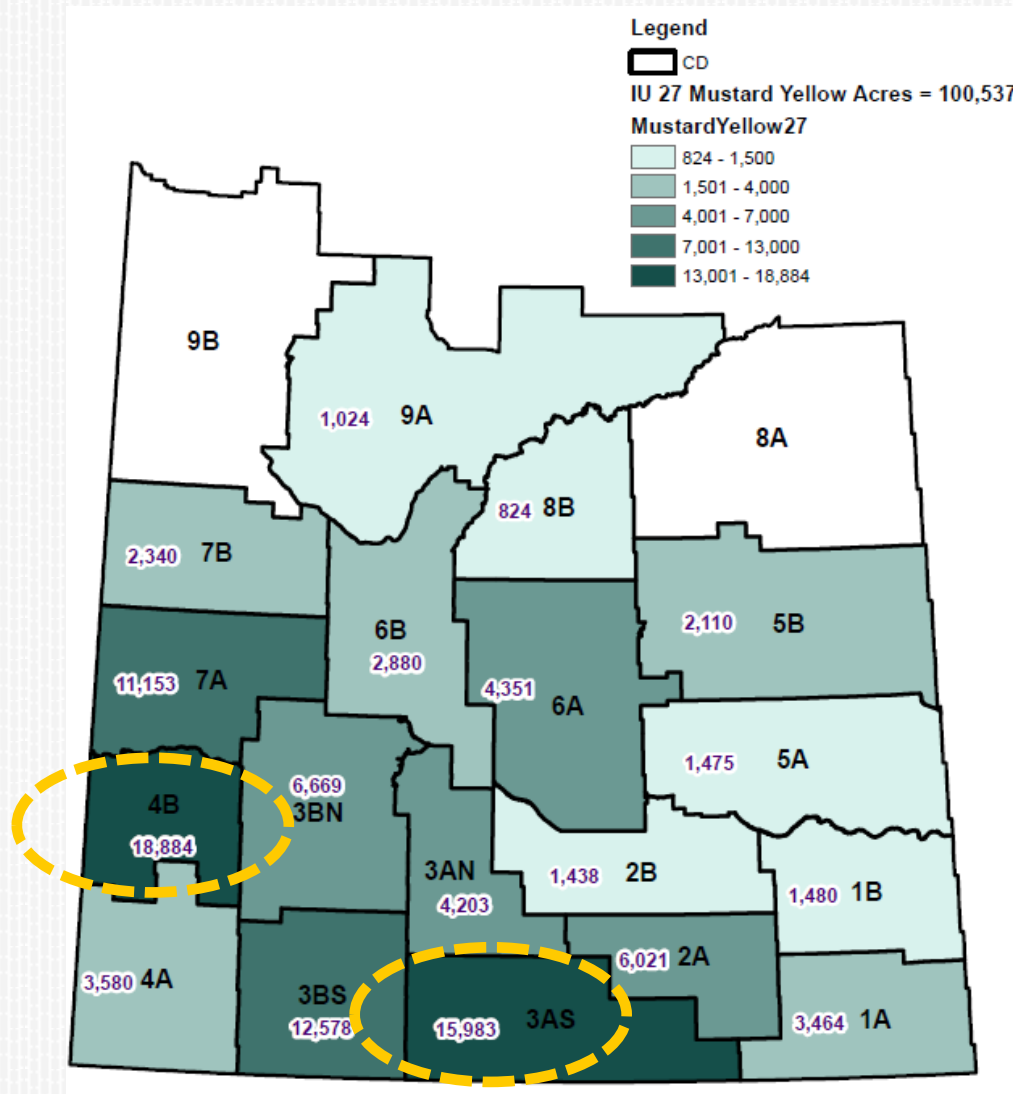 Legend
CD
IU 27 Mustard Yellow Acres = 100,537
MustardYellow27
824 - 1,500
1,501 - 4,000
4,001 - 7,000
7,001 - 13,000
13,001 - 18,884
9B
1,024 9A
8A
824 8B
2,340 7B
2,110 5B
6B
2,880
11,153 7A
4,351 6A
1,475 5A
6,669
3BN
4B
18,884
3AN
4,203
1,438 2B
1,480 1B
6,021 2A
3,580 4A
3BS
12,578
15,983 3AS
3,464 1A